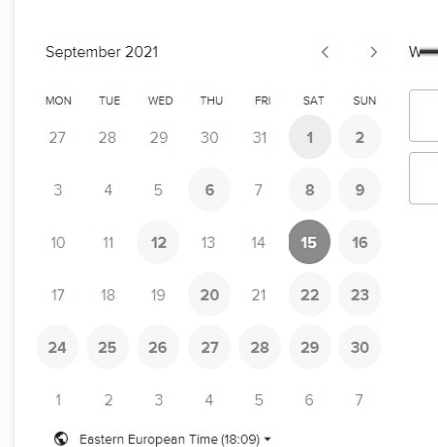 September 2021
MON TUE WED THU FRI SAT SUN
27 28 29 30 31 1 2
3 4 5 6 7 8 9
10 11 12 13 14 15 16
17 18 19 20 21 22 23
24 25 26 27 28 29 30
1 2 3 4 5 6 7
Eastern European Time (18:09)